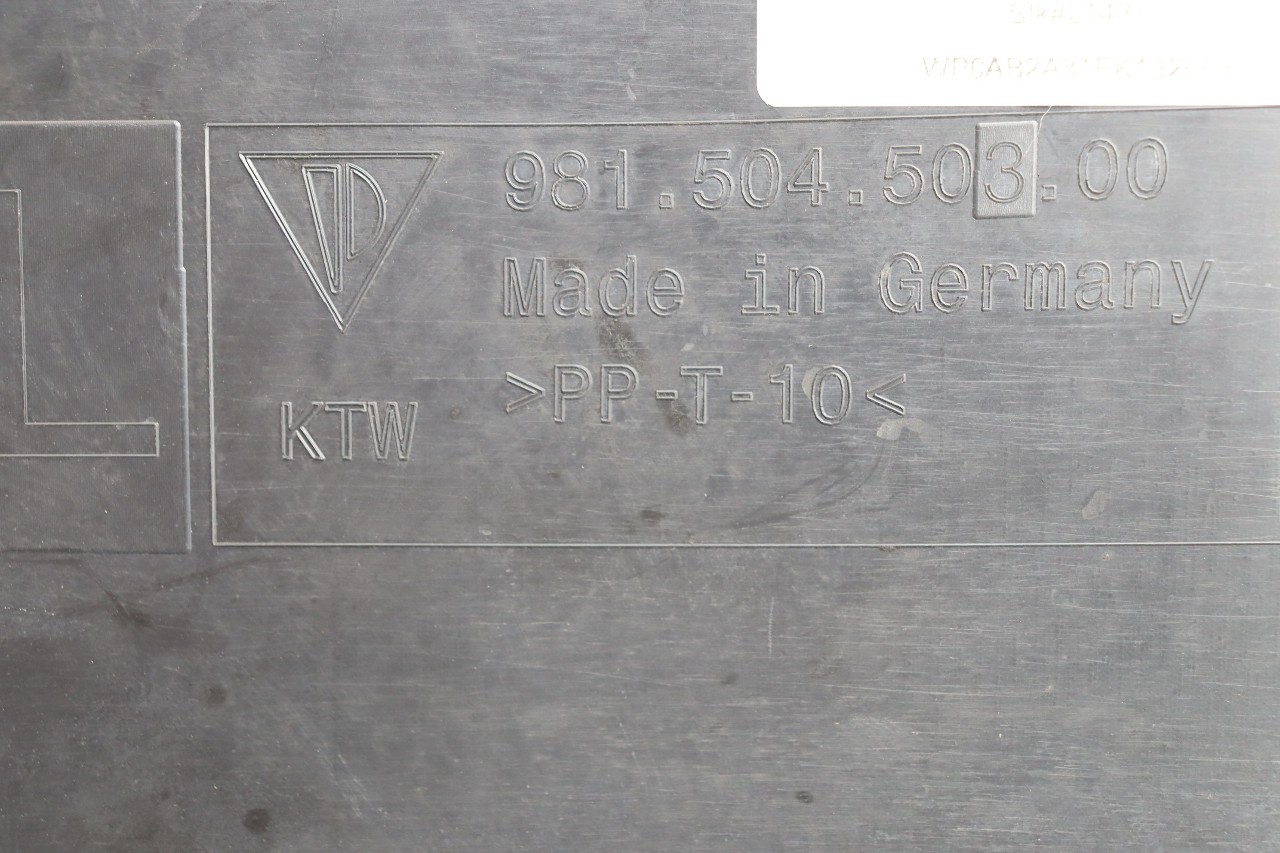 981.504.503.00
Made in Germany
>PP-T-10<
KTW
L